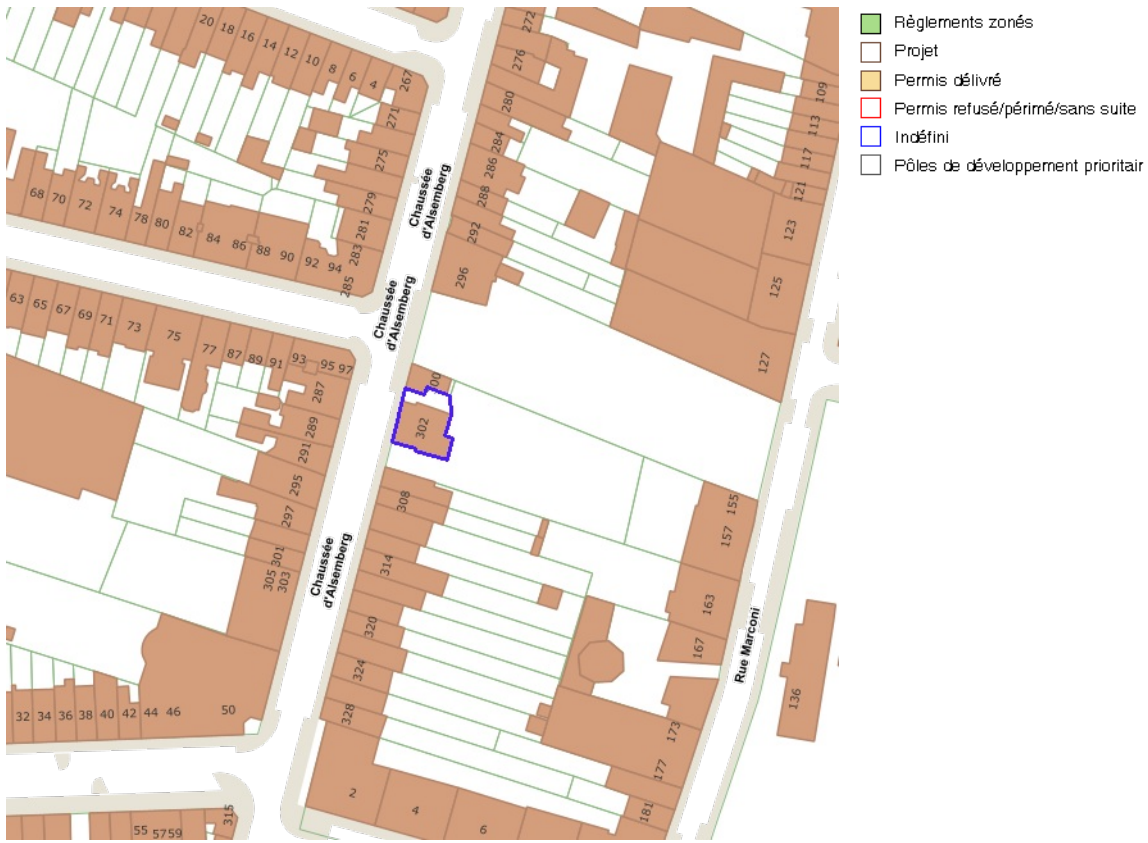 Règlements zonés
Projet
Permis délivré
Permis refusé/périmé/sans suite
Indéfini
Pôles de développement prioritair
20 18 16 14 12 10 8 6 4 267
271
275
279
281
283
285
68 70 72 74 78 80 82 84 86 88 90 92 94
272
276
280
284
286
288
292
296
109
113
117
121
123
125
127
Chaussée
d'Alsemberg
Chaussée
d'Alsemberg
63 65 67 69 71 73 75 77 87 89 91 93 95 97
287
289
291
295
297
301
303
305
00
302
308
314
320
324
328
Chaussée
d'Alsemberg
155
157
163
167
173
177
181
Rue Marconi
136
32 34 36 38 40 42 44 46 50
2 4 6
55 57 59
315